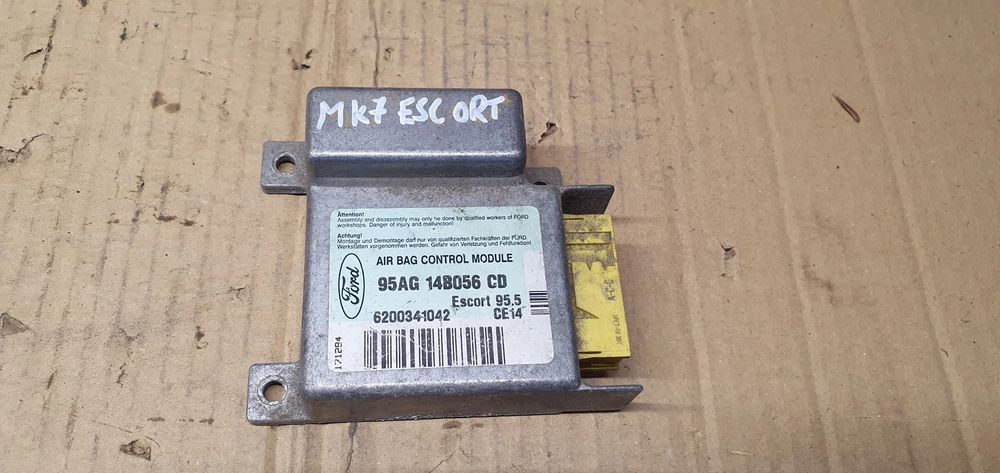 MK7 ESCORT
Attention!
Assembly and disassembly may only be done by qualified workers of FORD
workshops. Danger of injury and malfunction!
Achtung!
Montage und Demontage darf nur von qualifizierten Fachkräften der FORD
Werkstätten vorgenommen werden. Gefahr von Verletzung und Fehlfunktion!
AIR BAG CONTROL MODULE
Ford
95AG 14B056 CD
Escort 95.5
6200341042 CE14
171294
A-C-G